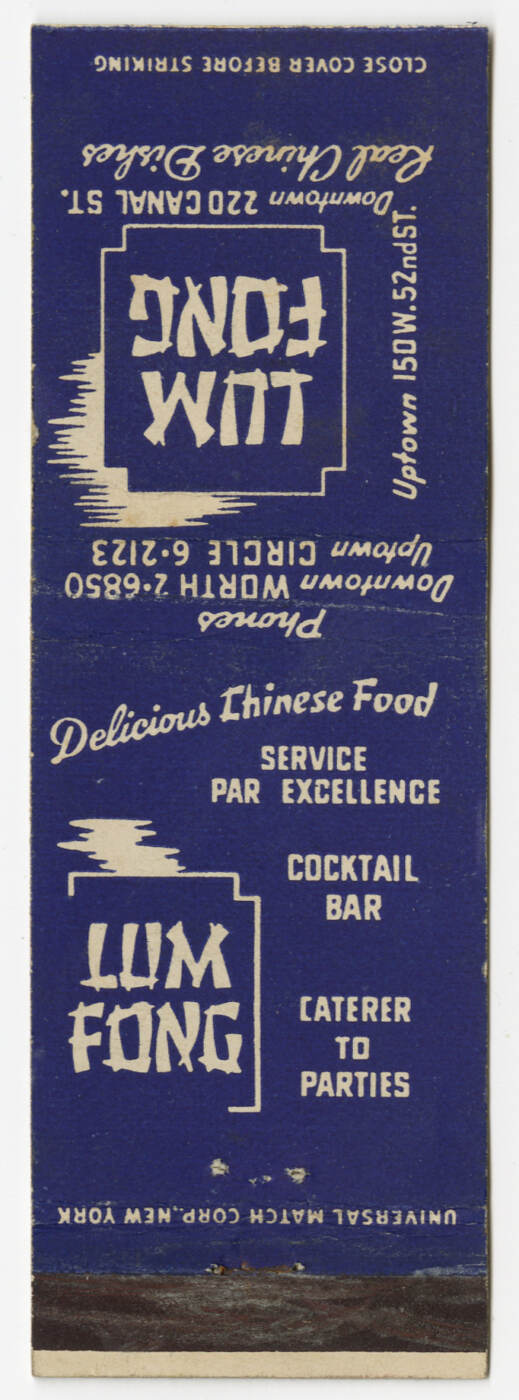 CLOSE COVER BEFORE STRIKING
Phones
Downtown WORTH 2-6850
Uptown CIRCLE 6-2123
LUM
FONG
Uptown 150 W. 52nd ST.
Downtown 220 CANAL ST.
Real Chinese Dishes
Delicious Chinese Food
SERVICE
PAR EXCELLENCE
COCKTAIL
BAR
LUM
FONG
CATERER
TO
PARTIES
UNIVERSAL MATCH CORP., NEW YORK